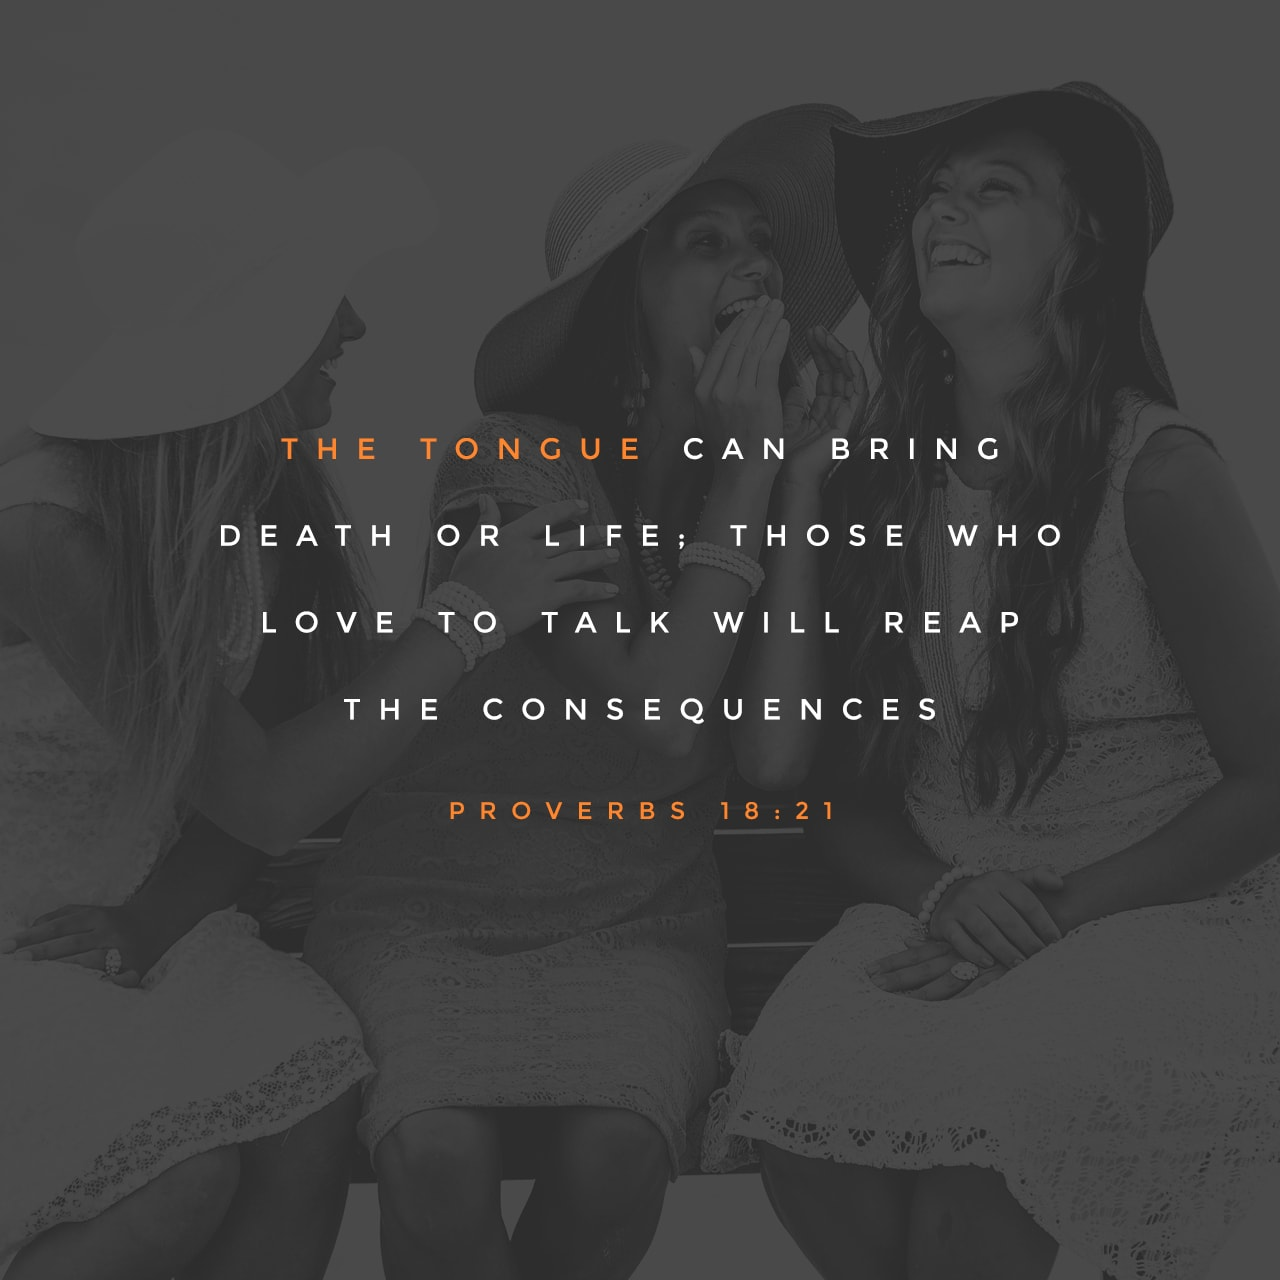 THE TONGUE CAN BRING
DEATH OR LIFE; THOSE WHO
LOVE TO TALK WILL REAP
THE CONSEQUENCES
PROVERBS 18:21